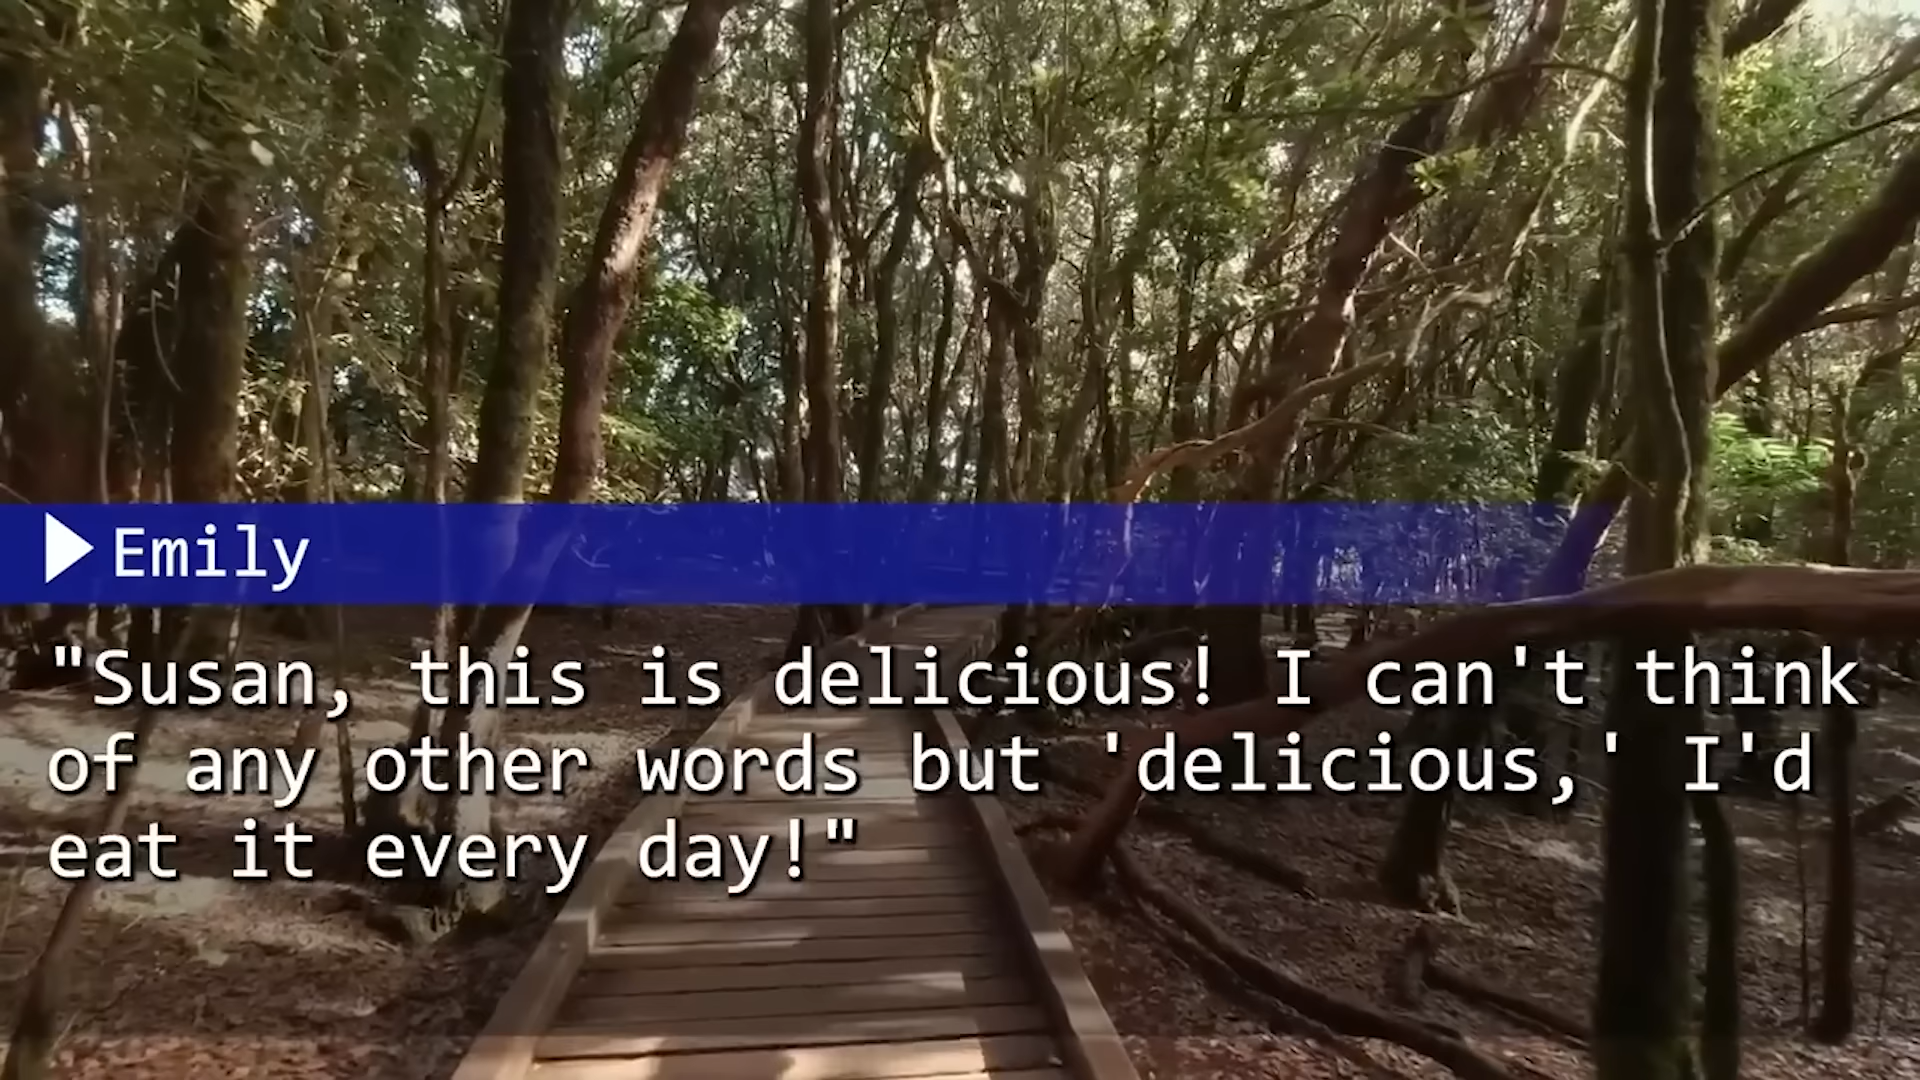 Emily
"Susan, this is delicious! I can't think
of any other words but 'delicious,' I'd
eat it every day!"